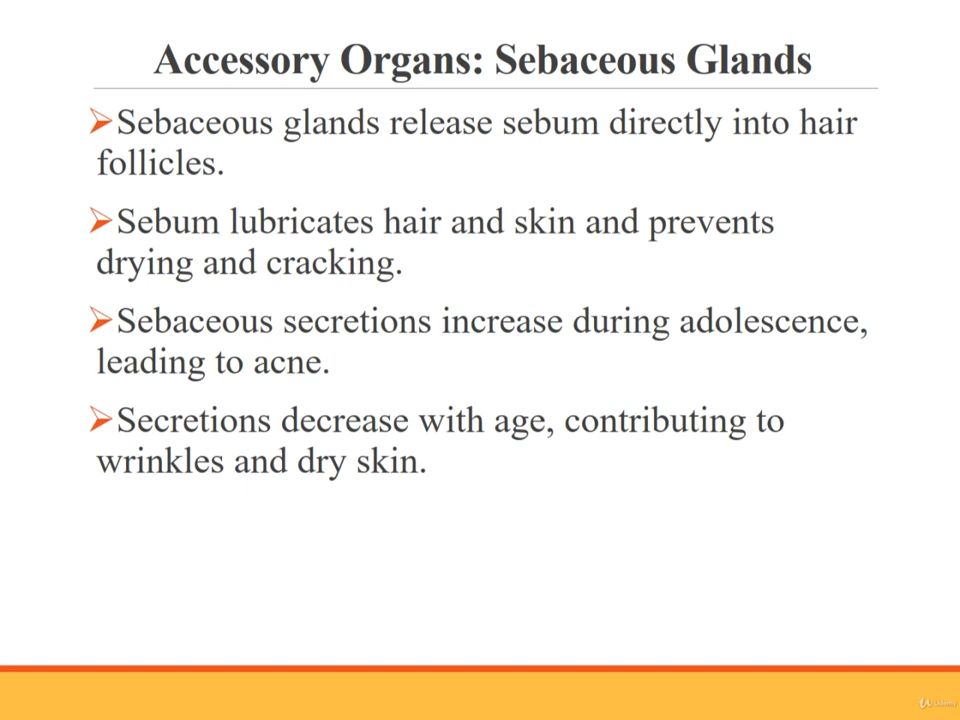 Accessory Organs: Sebaceous Glands
Sebaceous glands release sebum directly into hair
follicles.
Sebum lubricates hair and skin and prevents
drying and cracking.
Sebaceous secretions increase during adolescence,
leading to acne.
Secretions decrease with age, contributing to
wrinkles and dry skin.
Udemy